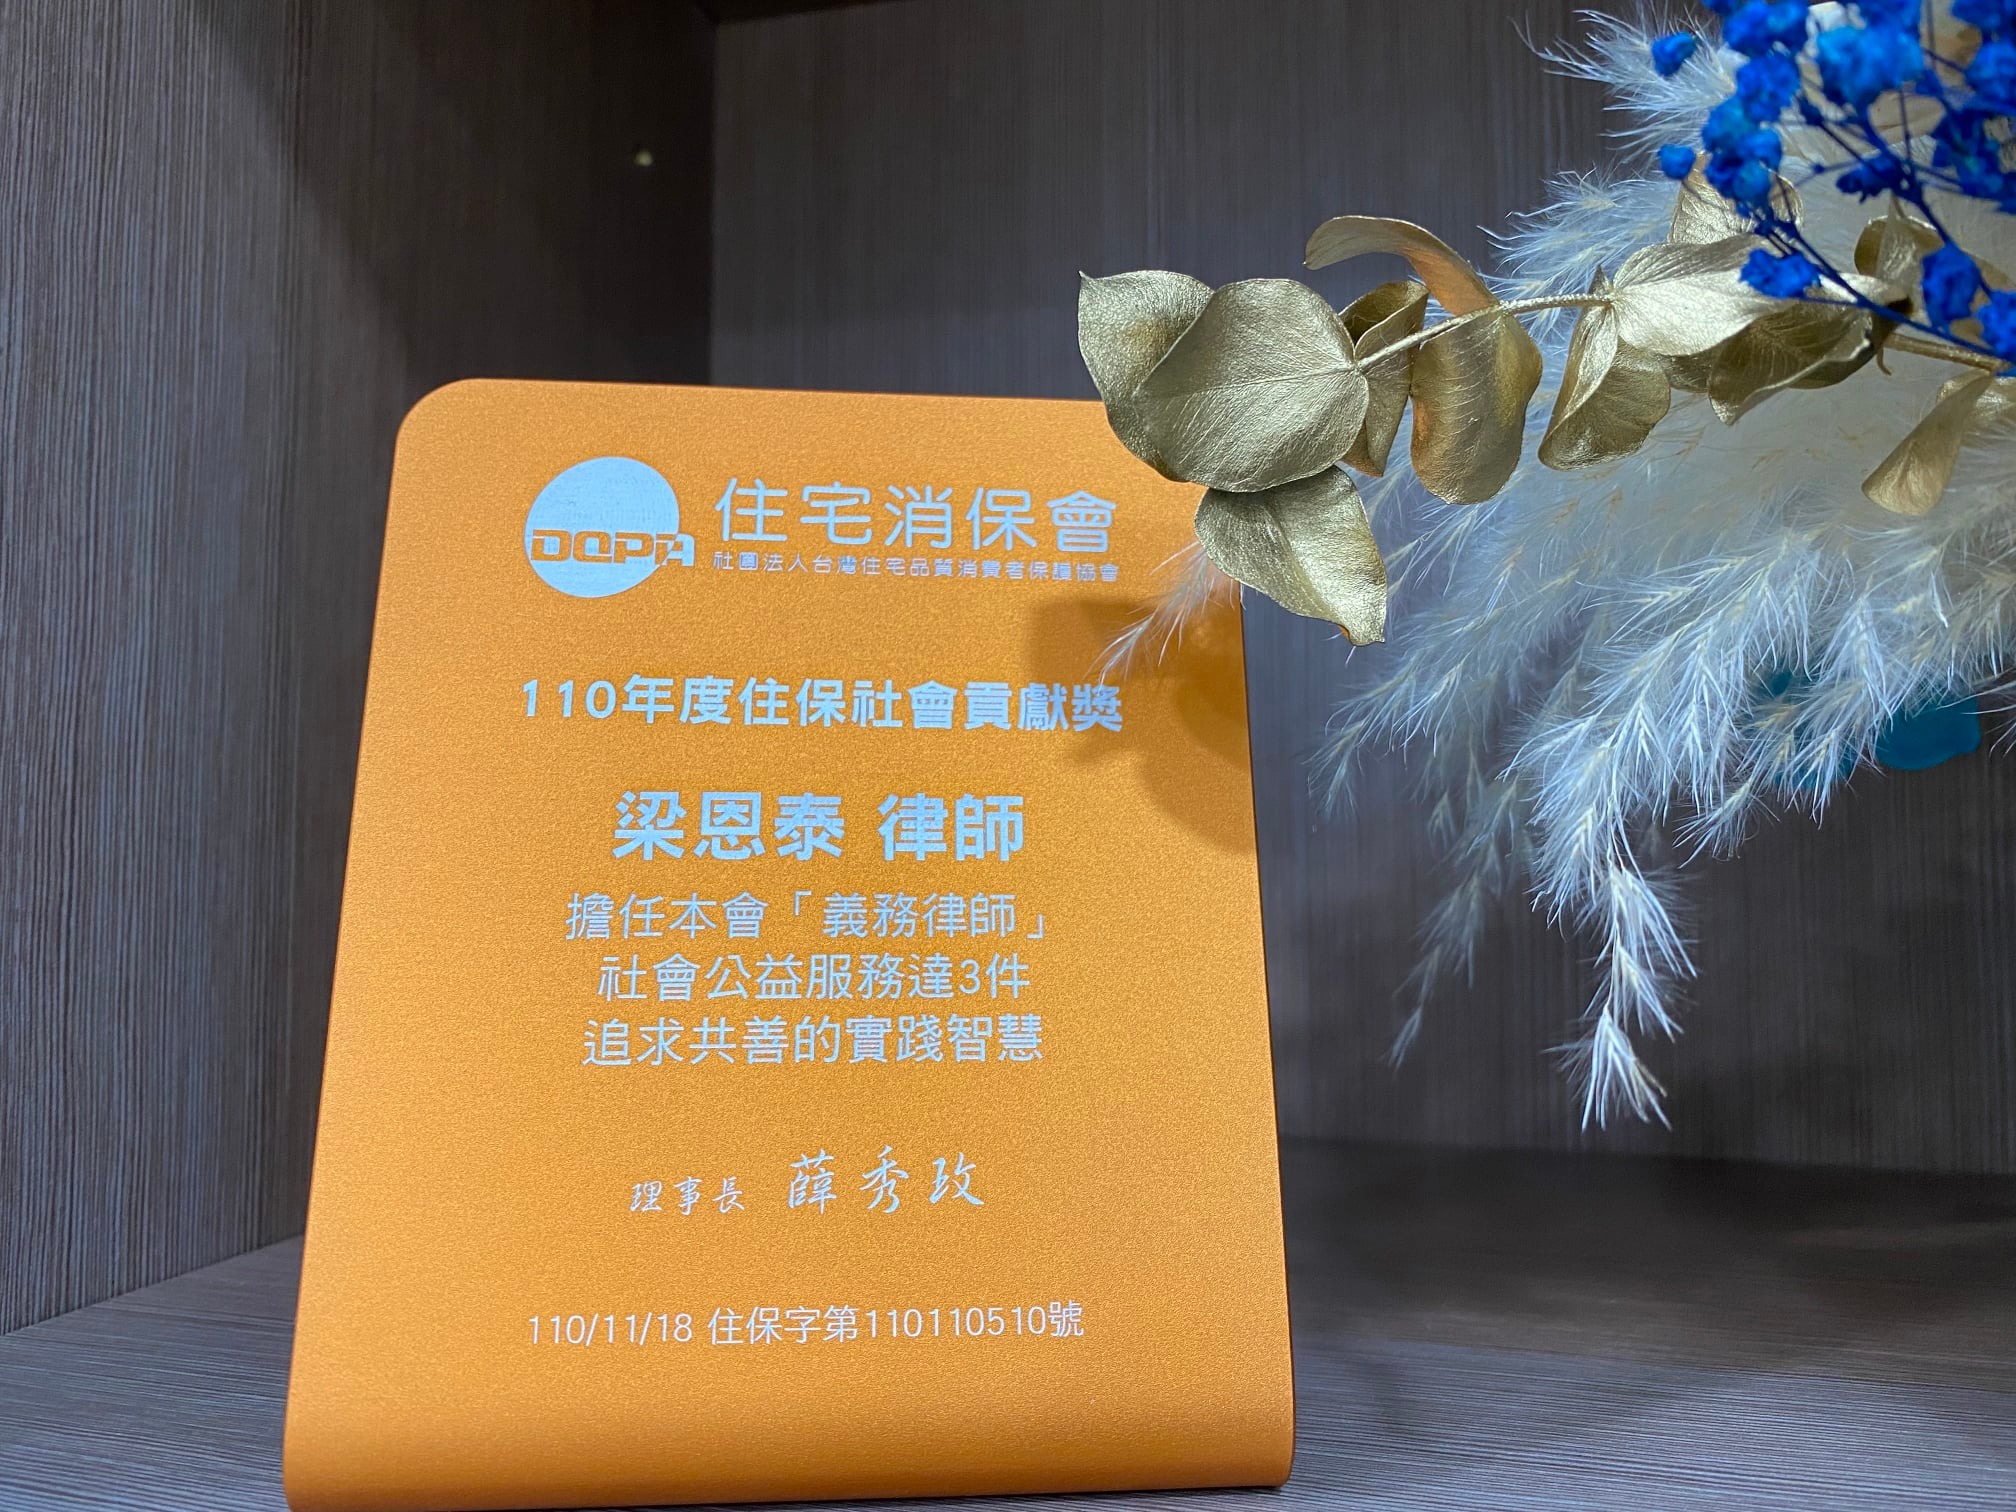 DQPA
住宅消保會
社團法人台灣住宅品質消費者保護協會
110年度住保社會貢獻獎
梁恩泰 律師
擔任本會「義務律師」
社會公益服務達3件
追求共善的實踐智慧
理事長 薛秀玫
110/11/18 住保字第110110510號